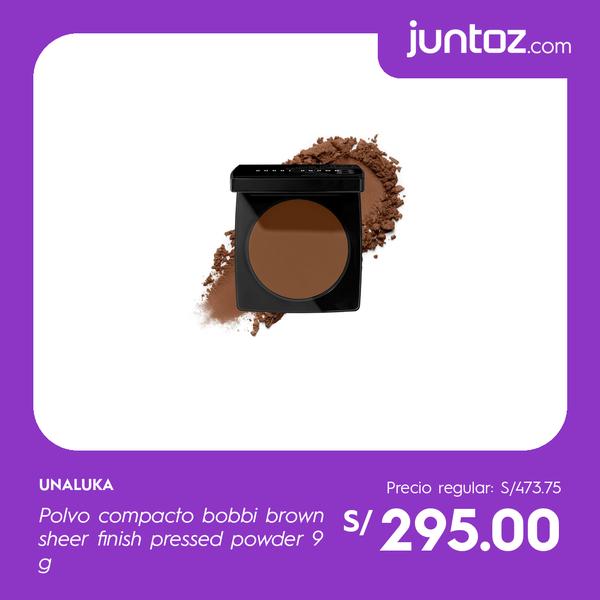 juntoz.com
UNALUKA
Polvo compacto bobbi brown
sheer finish pressed powder 9
g
Precio regular: S/473.75
S/ 295.00